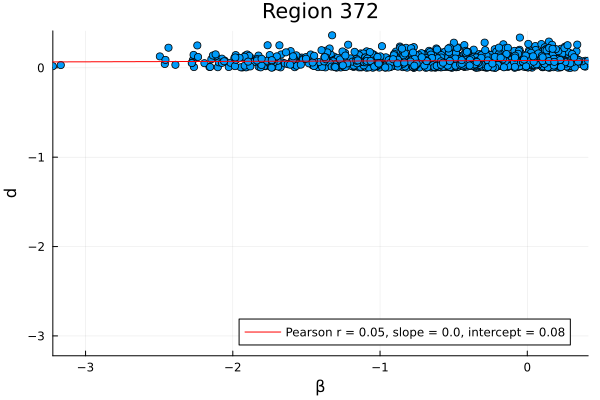 Region 372
0
−1
−2
−3
d
Pearson r = 0.05, slope = 0.0, intercept = 0.08
−3 −2 −1 0
β